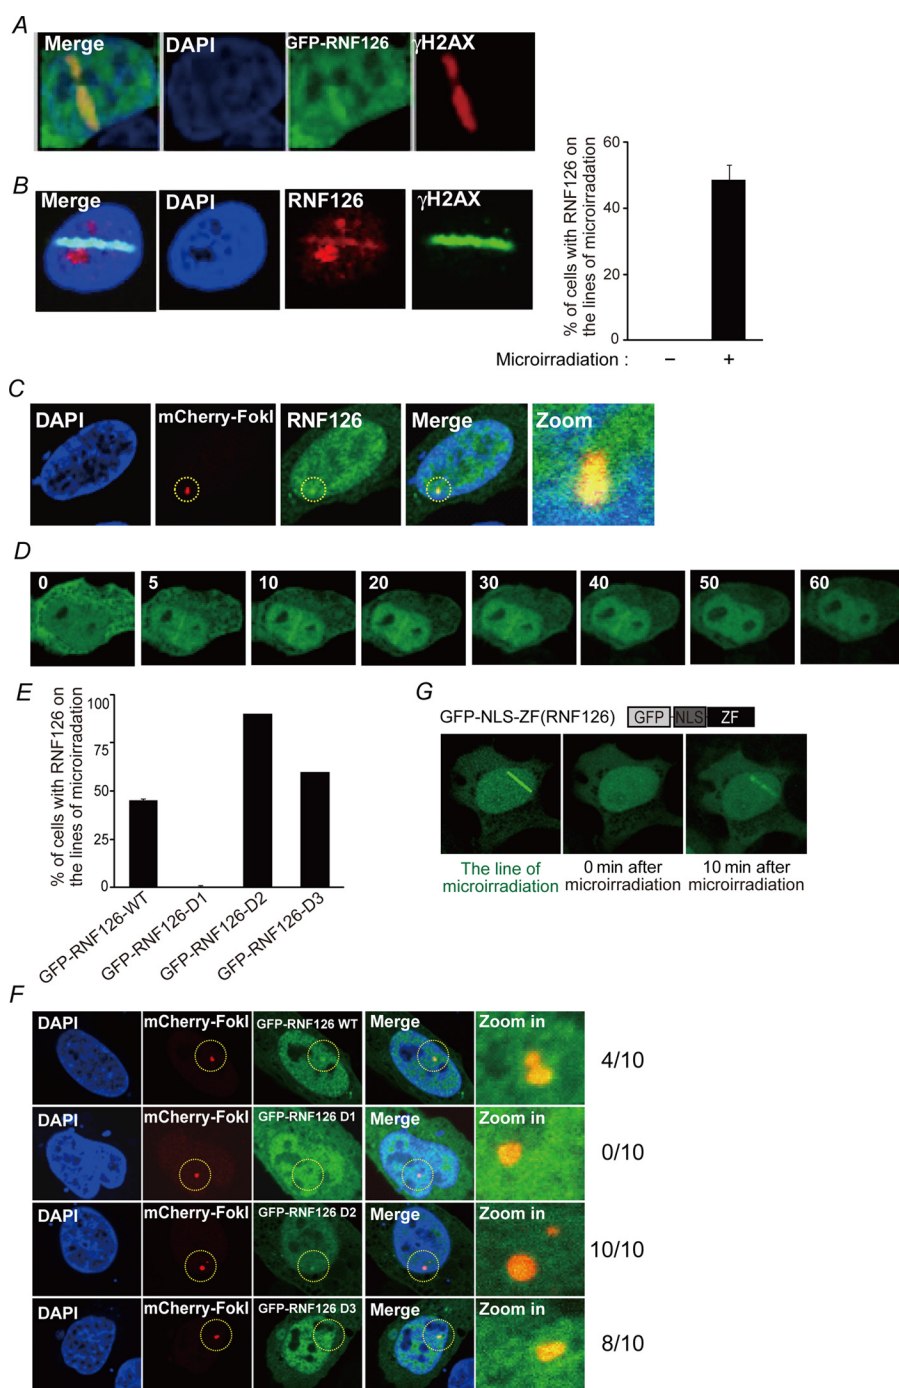 A
Merge DAPI GFP-RNF126 γH2AX
B
Merge DAPI RNF126 γH2AX
% of cells with RNF126 on
the lines of microirradiation
60
40
20
0
Microirradiation : − +
C
DAPI mCherry-FokI RNF126 Merge Zoom
D
0 5 10 20 30 40 50 60
E
% of cells with RNF126 on
the lines of microirradiation
100
75
50
25
0
GFP-RNF126-WT
GFP-RNF126-D1
GFP-RNF126-D2
GFP-RNF126-D3
G
GFP-NLS-ZF(RNF126) GFP NLS ZF
The line of
microirradiation
0 min after
microirradiation
10 min after
microirradiation
F
DAPI mCherry-FokI GFP-RNF126 WT Merge Zoom in 4/10
DAPI mCherry-FokI GFP-RNF126 D1 Merge Zoom in 0/10
DAPI mCherry-FokI GFP-RNF126 D2 Merge Zoom in 10/10
DAPI mCherry-FokI GFP-RNF126 D3 Merge Zoom in 8/10